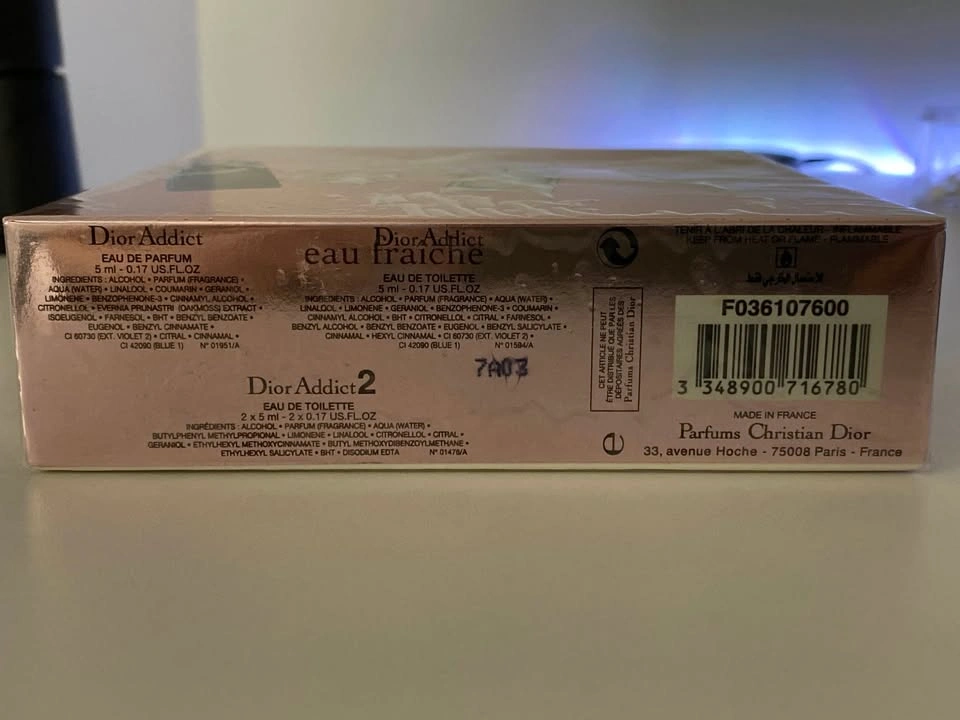 Dior Addict
EAU DE PARFUM
5 ml - 0.17 US.FL.OZ
INGREDIENTS : ALCOHOL • PARFUM (FRAGRANCE) •
AQUA (WATER) • LINALOOL • COUMARIN • GERANIOL •
LIMONENE • BENZOPHENONE-3 • CINNAMYL ALCOHOL •
CITRONELLOL • EVERNIA PRUNASTRI (OAKMOSS) EXTRACT •
ISOEUGENOL • FARNESOL • BHT • BENZYL BENZOATE •
EUGENOL • BENZYL CINNAMATE •
CI 60730 (EXT. VIOLET 2) • CITRAL • CINNAMAL •
CI 42090 (BLUE 1) N° 01951/A
Dior Addict
eau fraîche
EAU DE TOILETTE
5 ml - 0.17 US.FL.OZ
INGREDIENTS : ALCOHOL • PARFUM (FRAGRANCE) • AQUA (WATER) •
LINALOOL • LIMONENE • GERANIOL • BENZOPHENONE-3 • COUMARIN •
CINNAMYL ALCOHOL • BHT • CITRONELLOL • CITRAL • FARNESOL •
BENZYL ALCOHOL • BENZYL BENZOATE • EUGENOL • BENZYL SALICYLATE •
CINNAMAL • HEXYL CINNAMAL • CI 60730 (EXT. VIOLET 2) •
CI 42090 (BLUE 1) N° 01594/A
7A03
Dior Addict 2
EAU DE TOILETTE
2 x 5 ml - 2 x 0.17 US.FL.OZ
INGRÉDIENTS : ALCOHOL • PARFUM (FRAGRANCE) • AQUA (WATER) •
BUTYLPHENYL METHYLPROPIONAL • LIMONENE • LINALOOL • CITRONELLOL • CITRAL •
GERANIOL • ETHYLHEXYL METHOXYCINNAMATE • BUTYL METHOXYDIBENZOYLMETHANE •
ETHYLHEXYL SALICYLATE • BHT • DISODIUM EDTA N° 01476/A
CET ARTICLE NE PEUT
ÊTRE DISTRIBUÉ QUE PAR LES
DÉPOSITAIRES AGRÉÉS DES
Parfums Christian Dior
e
TENIR À L'ABRI DE LA CHALEUR - INFLAMMABLE
KEEP FROM HEAT OR FLAME - FLAMMABLE
للاستعمال الخارجي فقط
F036107600
3 348900 716780
MADE IN FRANCE
Parfums Christian Dior
33, avenue Hoche - 75008 Paris - France